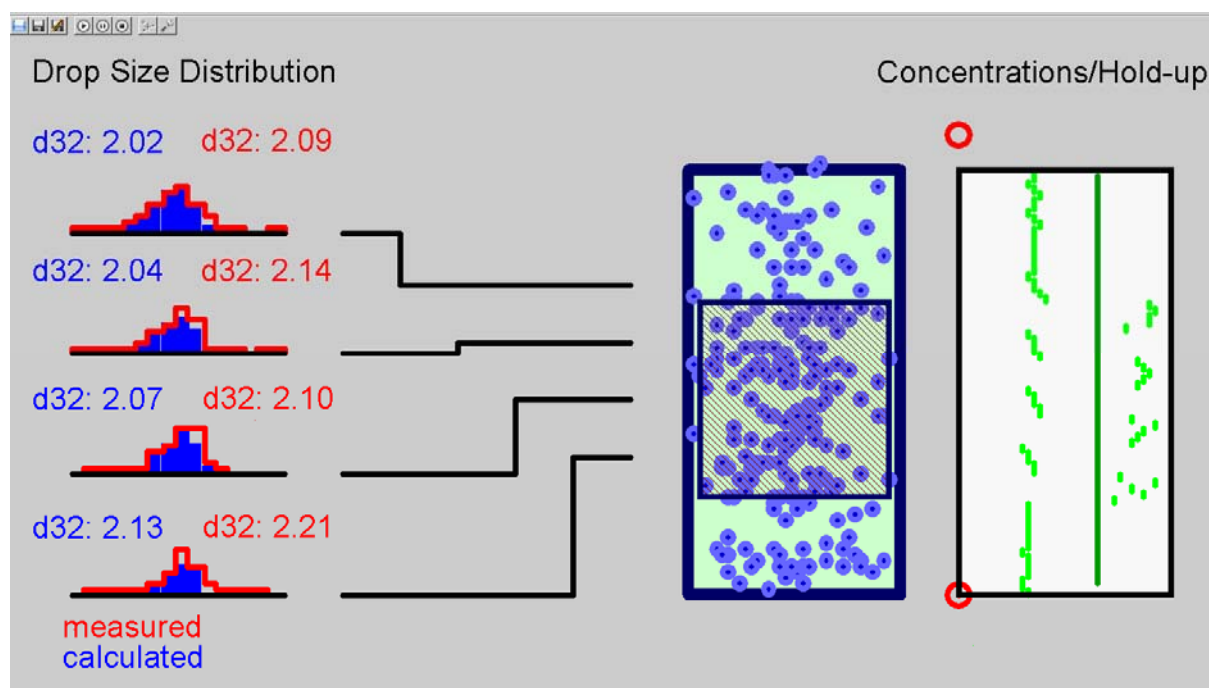 Drop Size Distribution
Concentrations/Hold-up
d32: 2.02 d32: 2.09
d32: 2.04 d32: 2.14
d32: 2.07 d32: 2.10
d32: 2.13 d32: 2.21
measured
calculated